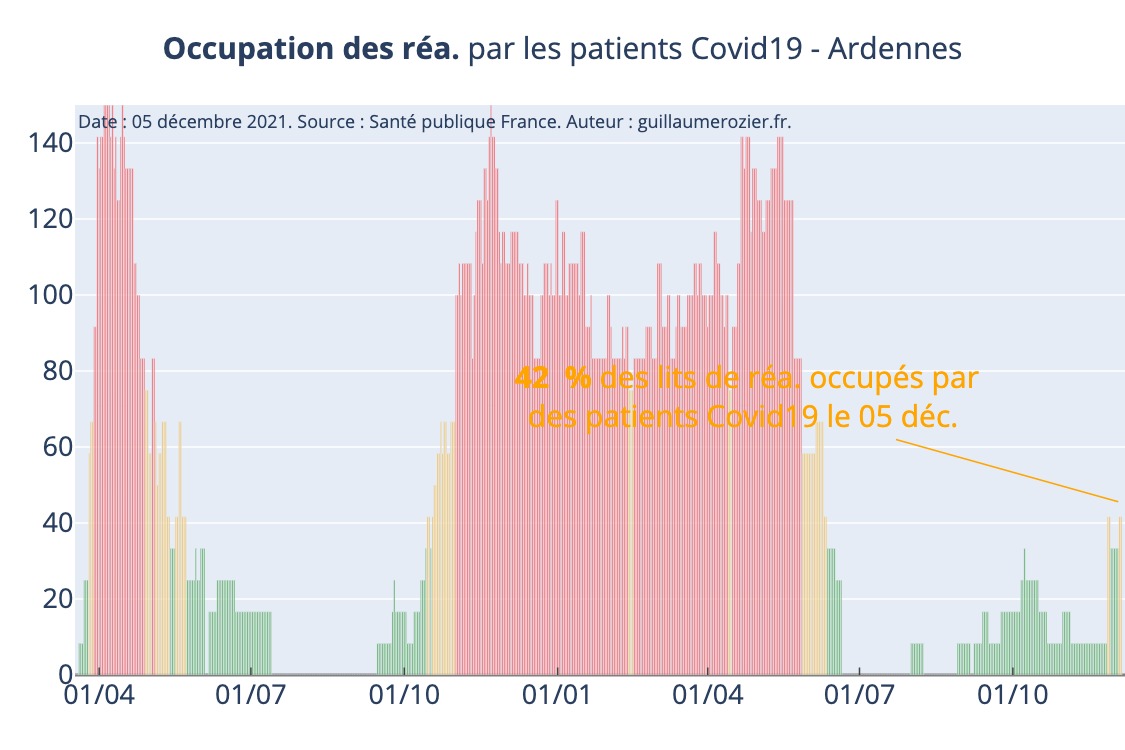 Occupation des réa. par les patients Covid19 - Ardennes
Date : 05 décembre 2021. Source : Santé publique France. Auteur : guillaumerozier.fr.
140
120
100
80
60
40
20
0
42 % des lits de réa. occupés par
des patients Covid19 le 05 déc.
01/04 01/07 01/10 01/01 01/04 01/07 01/10